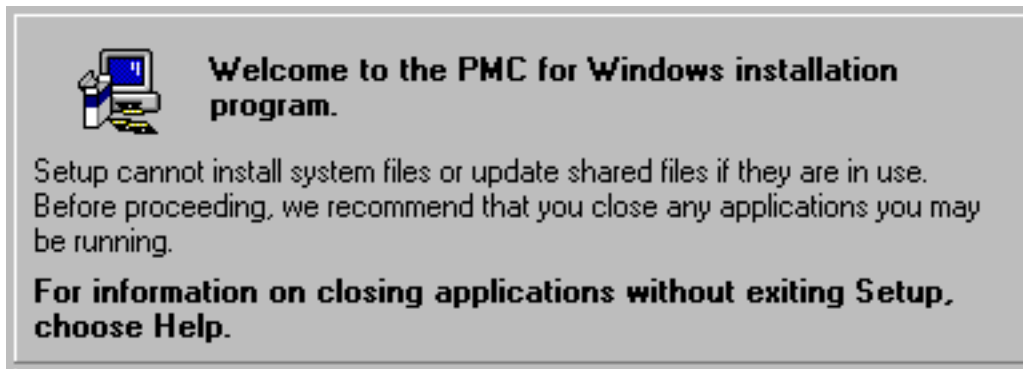 Welcome to the PMC for Windows installation
program.
Setup cannot install system files or update shared files if they are in use.
Before proceeding, we recommend that you close any applications you may
be running.
For information on closing applications without exiting Setup,
choose Help.